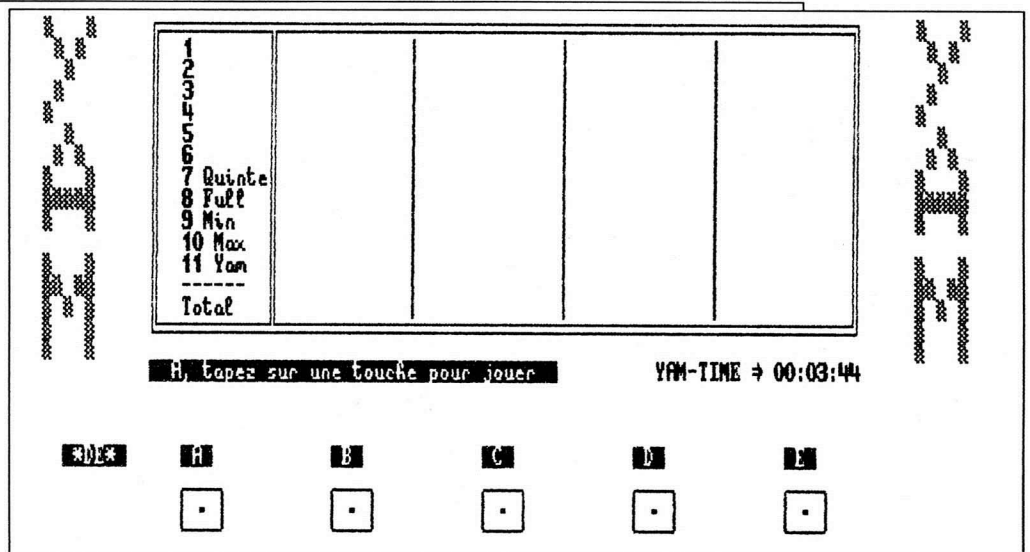 YAM
YAM
1
2
3
4
5
6
7 Quinte
8 Full
9 Min
10 Max
11 Yam
------
Total
A, tapez sur une touche pour jouer
YAM-TIME → 00:03:44
*DE* A B C D E